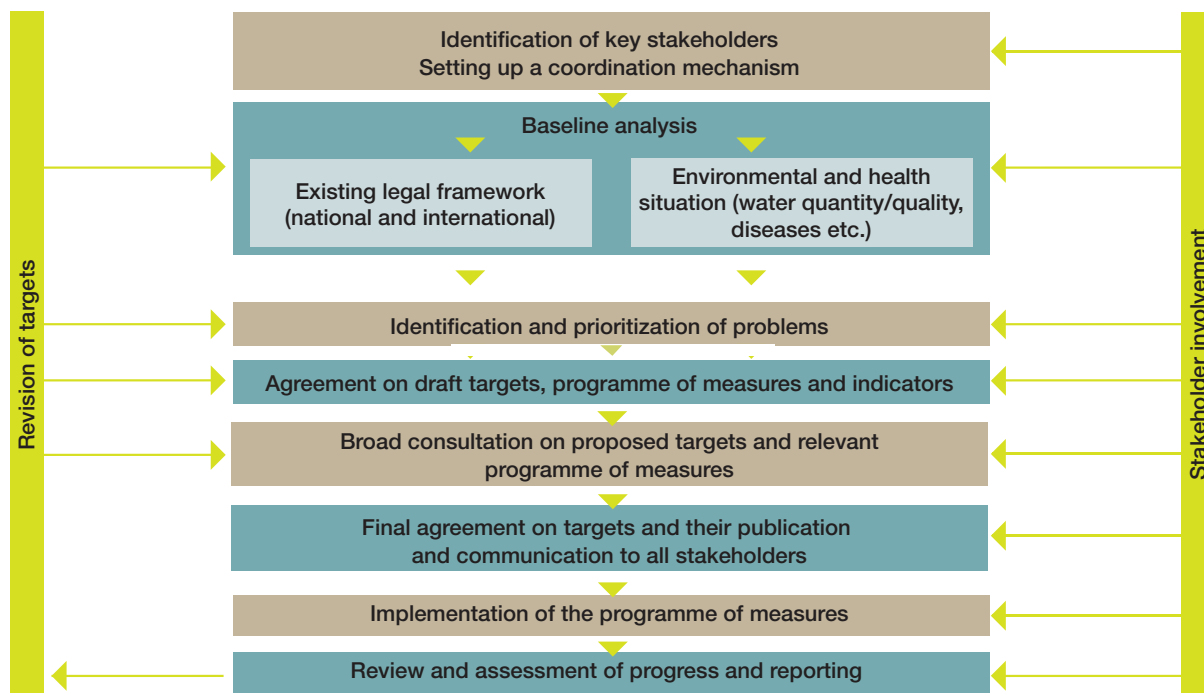 Identification of key stakeholders
Setting up a coordination mechanism
Baseline analysis
Existing legal framework
(national and international)
Environmental and health
situation (water quantity/quality,
diseases etc.)
Identification and prioritization of problems
Agreement on draft targets, programme of measures and indicators
Broad consultation on proposed targets and relevant
programme of measures
Final agreement on targets and their publication
and communication to all stakeholders
Implementation of the programme of measures
Review and assessment of progress and reporting
Revision of targets
Stakeholder involvement